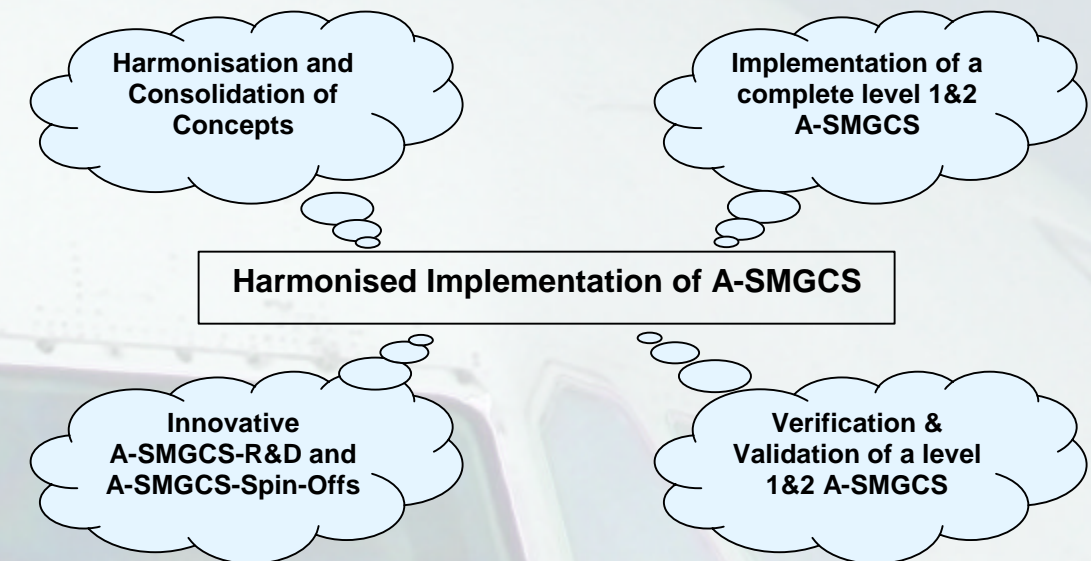 Harmonisation and
Consolidation of
Concepts
Implementation of a
complete level 1&2
A-SMGCS
Harmonised Implementation of A-SMGCS
Innovative
A-SMGCS-R&D and
A-SMGCS-Spin-Offs
Verification &
Validation of a level
1&2 A-SMGCS